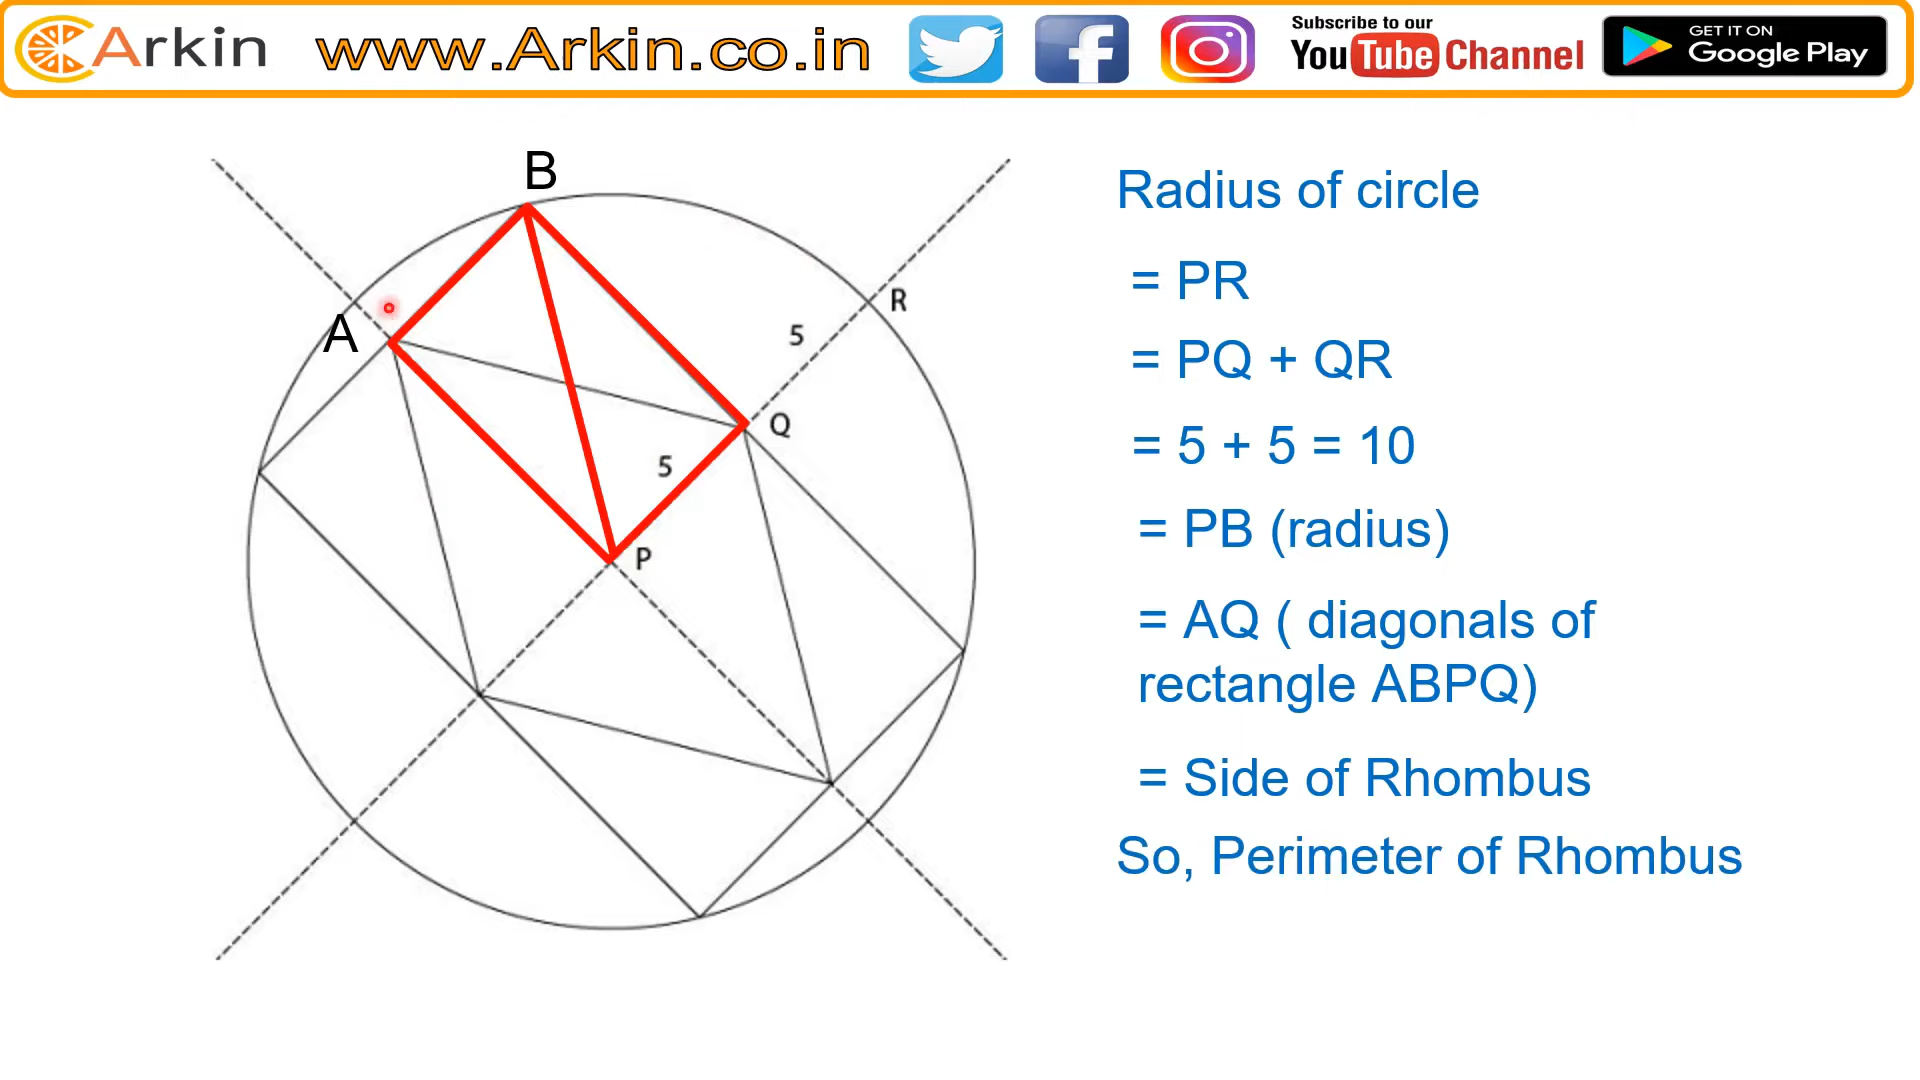 Arkin
www.Arkin.co.in
Subscribe to our
YouTube Channel
GET IT ON
Google Play
B
A
R
5
Q
5
P
Radius of circle
= PR
= PQ + QR
= 5 + 5 = 10
= PB (radius)
= AQ ( diagonals of
rectangle ABPQ)
= Side of Rhombus
So, Perimeter of Rhombus